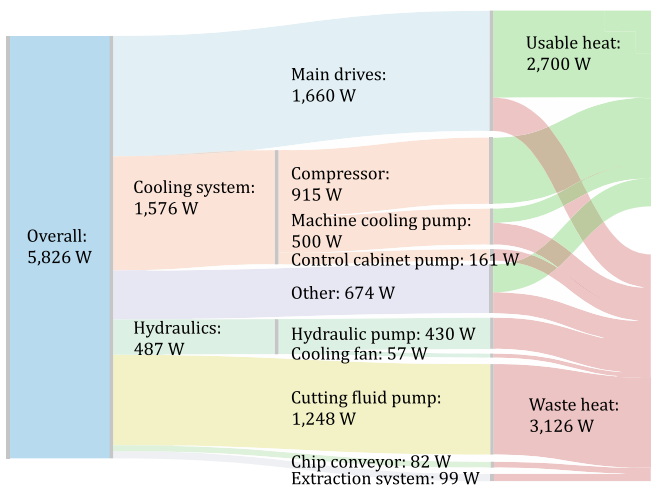 Overall:
5,826 W
Cooling system:
1,576 W
Hydraulics:
487 W
Main drives:
1,660 W
Compressor:
915 W
Machine cooling pump:
500 W
Control cabinet pump: 161 W
Other: 674 W
Hydraulic pump: 430 W
Cooling fan: 57 W
Cutting fluid pump:
1,248 W
Chip conveyor: 82 W
Extraction system: 99 W
Usable heat:
2,700 W
Waste heat:
3,126 W